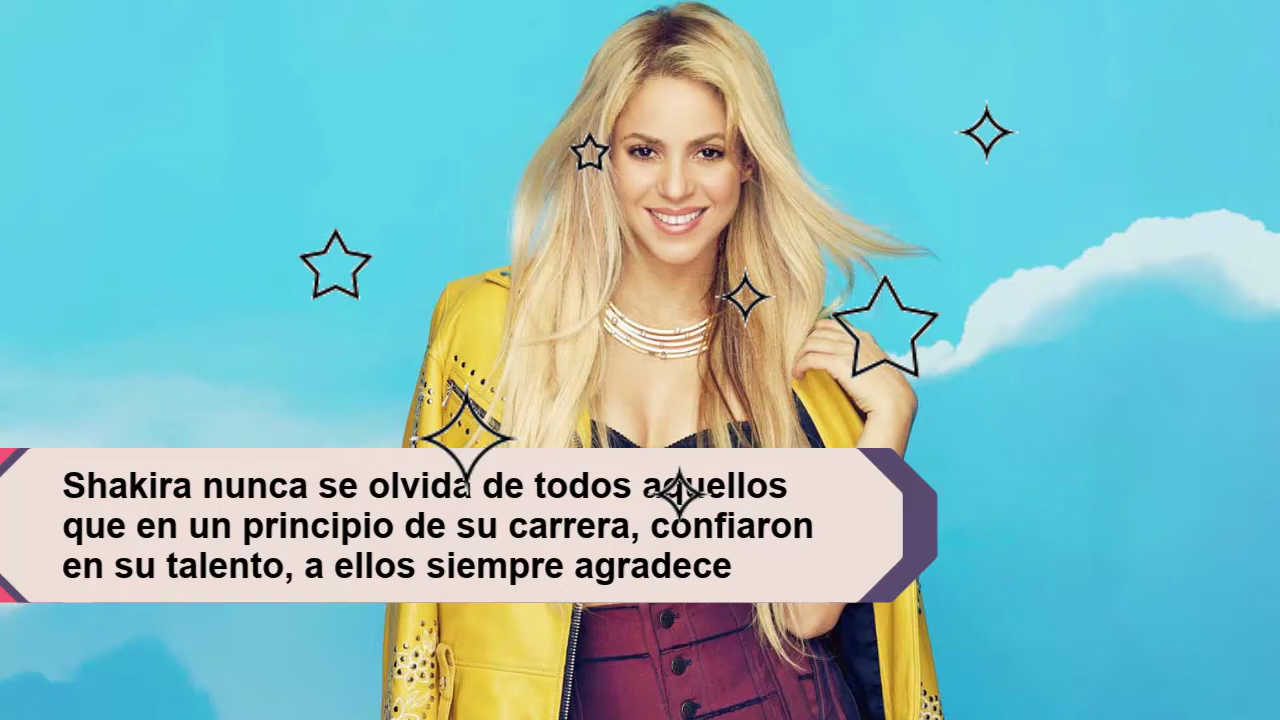 Shakira nunca se olvida de todos aquellos
que en un principio de su carrera, confiaron
en su talento, a ellos siempre agradece